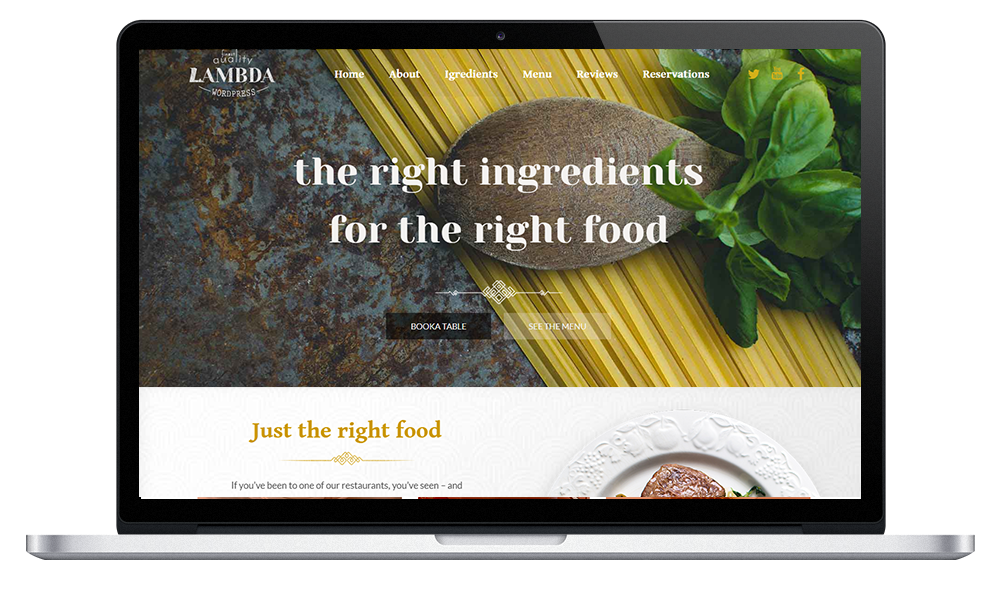 finest
quality
LAMBDA
WORDPRESS
Home About Igredients Menu Reviews Reservations
the right ingredients
for the right food
BOOKA TABLE SEE THE MENU
Just the right food
If you've been to one of our restaurants, you've seen – and